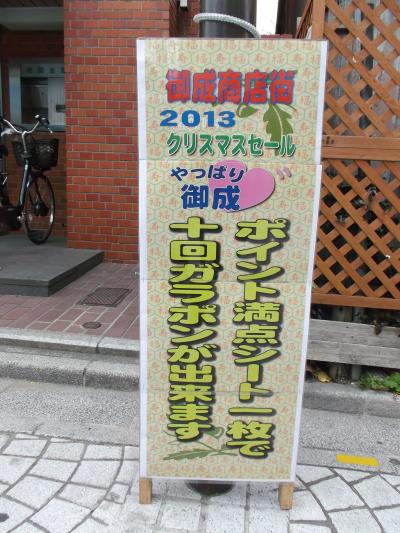 御成商店街
2013
クリスマスセール
やっぱり
御成
ポイント満点シート一枚で
十回ガラポンが出来ます